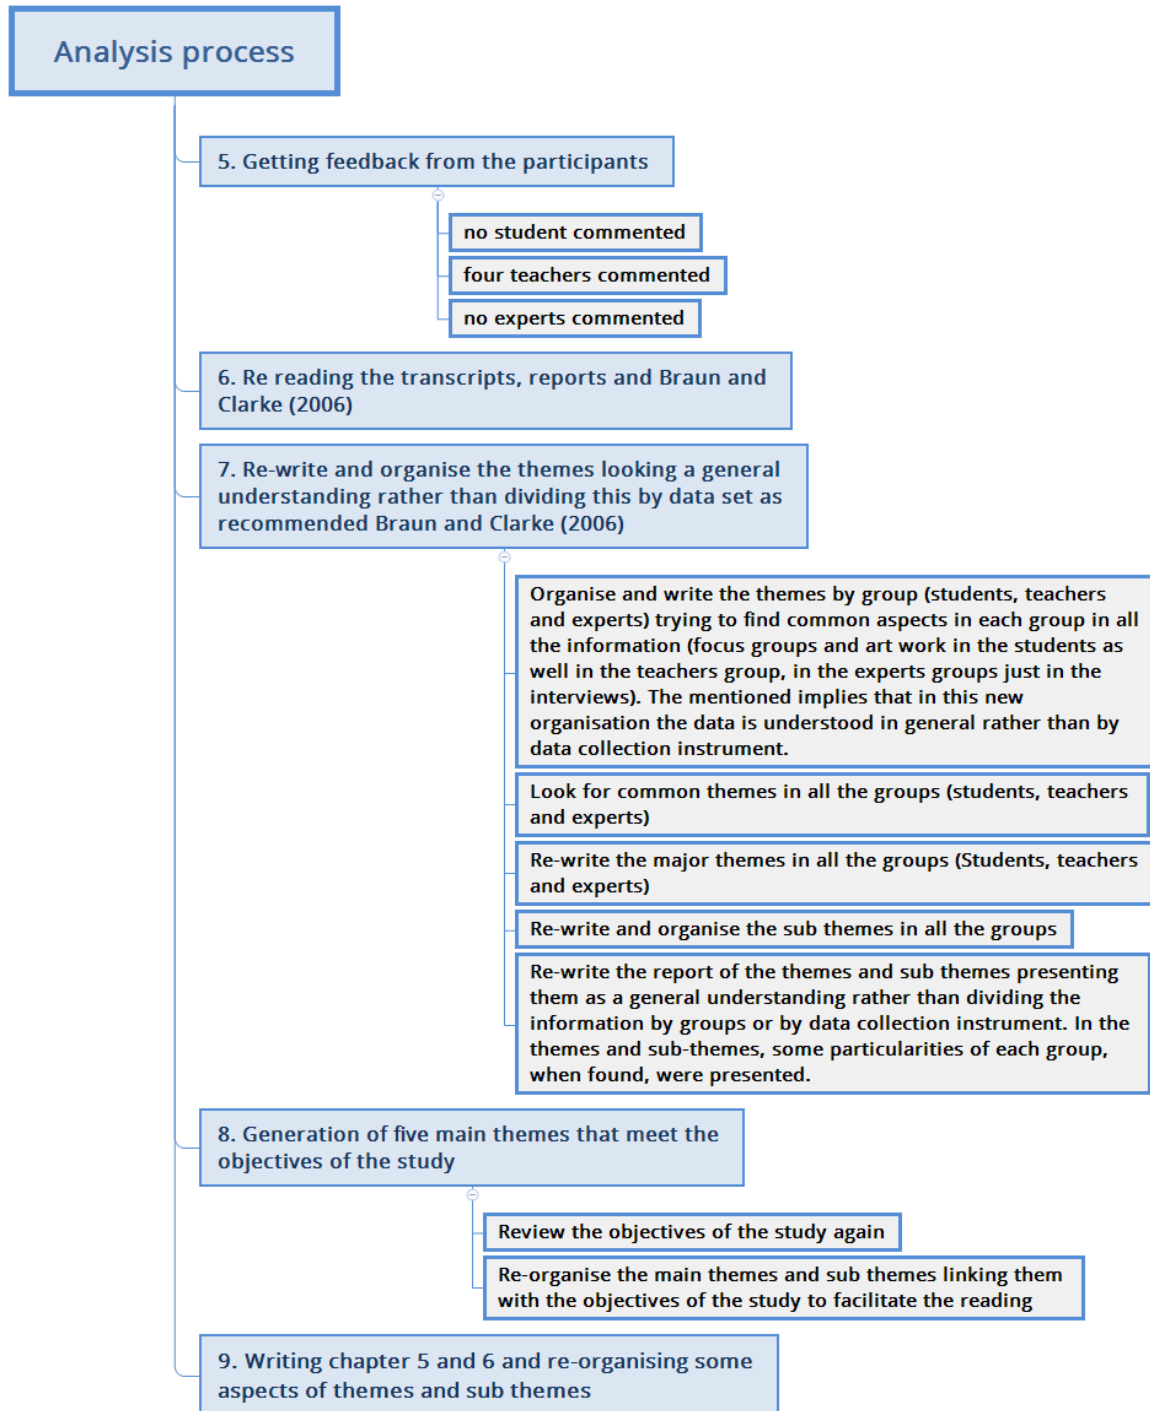 Analysis process
5. Getting feedback from the participants
no student commented
four teachers commented
no experts commented
6. Re reading the transcripts, reports and Braun and
Clarke (2006)
7. Re-write and organise the themes looking a general
understanding rather than dividing this by data set as
recommended Braun and Clarke (2006)
Organise and write the themes by group (students, teachers
and experts) trying to find common aspects in each group in all
the information (focus groups and art work in the students as
well in the teachers group, in the experts groups just in the
interviews). The mentioned implies that in this new
organisation the data is understood in general rather than by
data collection instrument.
Look for common themes in all the groups (students, teachers
and experts)
Re-write the major themes in all the groups (Students, teachers
and experts)
Re-write and organise the sub themes in all the groups
Re-write the report of the themes and sub themes presenting
them as a general understanding rather than dividing the
information by groups or by data collection instrument. In the
themes and sub-themes, some particularities of each group,
when found, were presented.
8. Generation of five main themes that meet the
objectives of the study
Review the objectives of the study again
Re-organise the main themes and sub themes linking them
with the objectives of the study to facilitate the reading
9. Writing chapter 5 and 6 and re-organising some
aspects of themes and sub themes